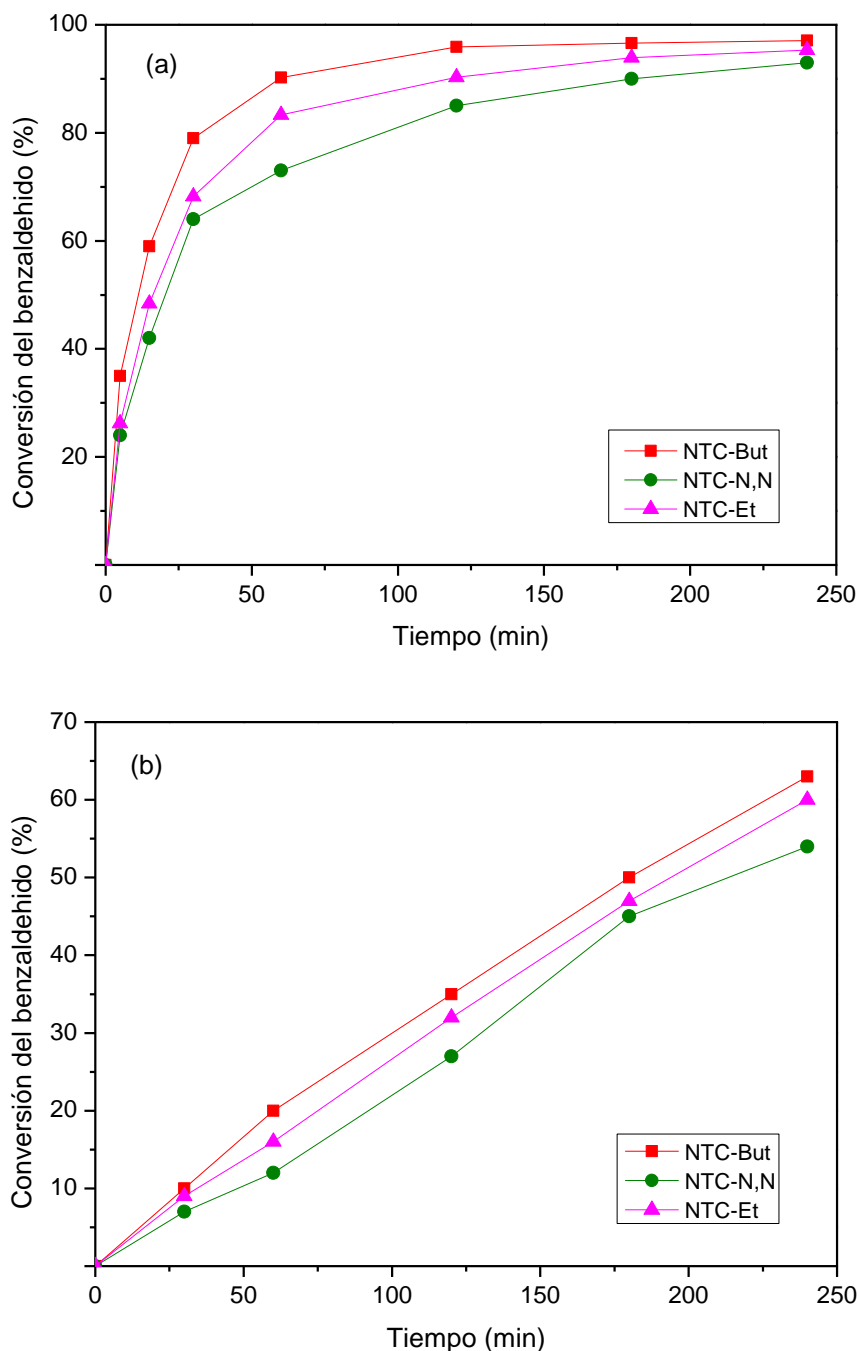 100
(a)
80
60
40
20
Conversión del benzaldehido (%)
NTC-But
NTC-N,N
NTC-Et
0 50 100 150 200 250
Tiempo (min)
70
(b)
60
50
40
30
20
10
Conversión del benzaldehido (%)
NTC-But
NTC-N,N
NTC-Et
0 50 100 150 200 250
Tiempo (min)